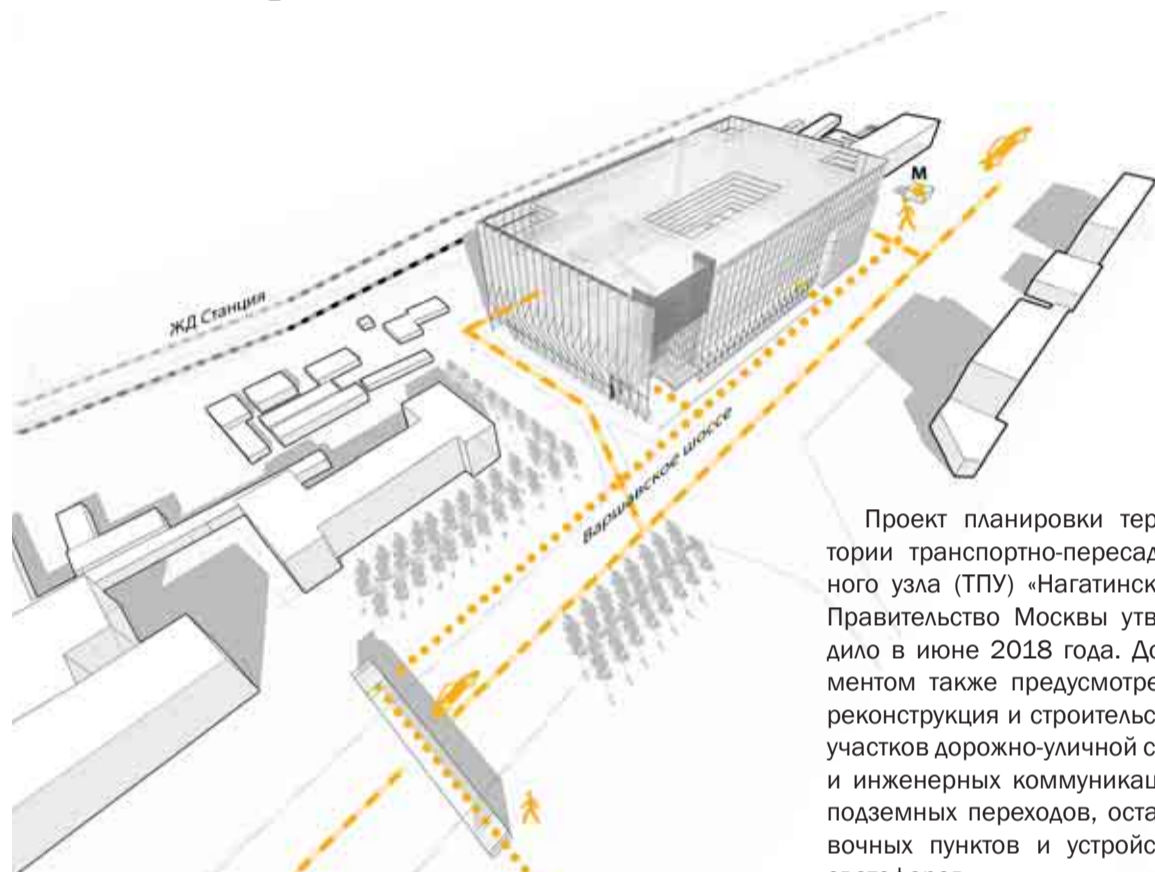 ЖД Станция
М
Варшавское шоссе
Проект планировки тер
тории транспортно-пересад
ного узла (ТПУ) «Нагатинск
Правительство Москвы утв
дило в июне 2018 года. До
ментом также предусмотре
реконструкция и строительс
участков дорожно-уличной с
и инженерных коммуникац
подземных переходов, оста
вочных пунктов и устройс